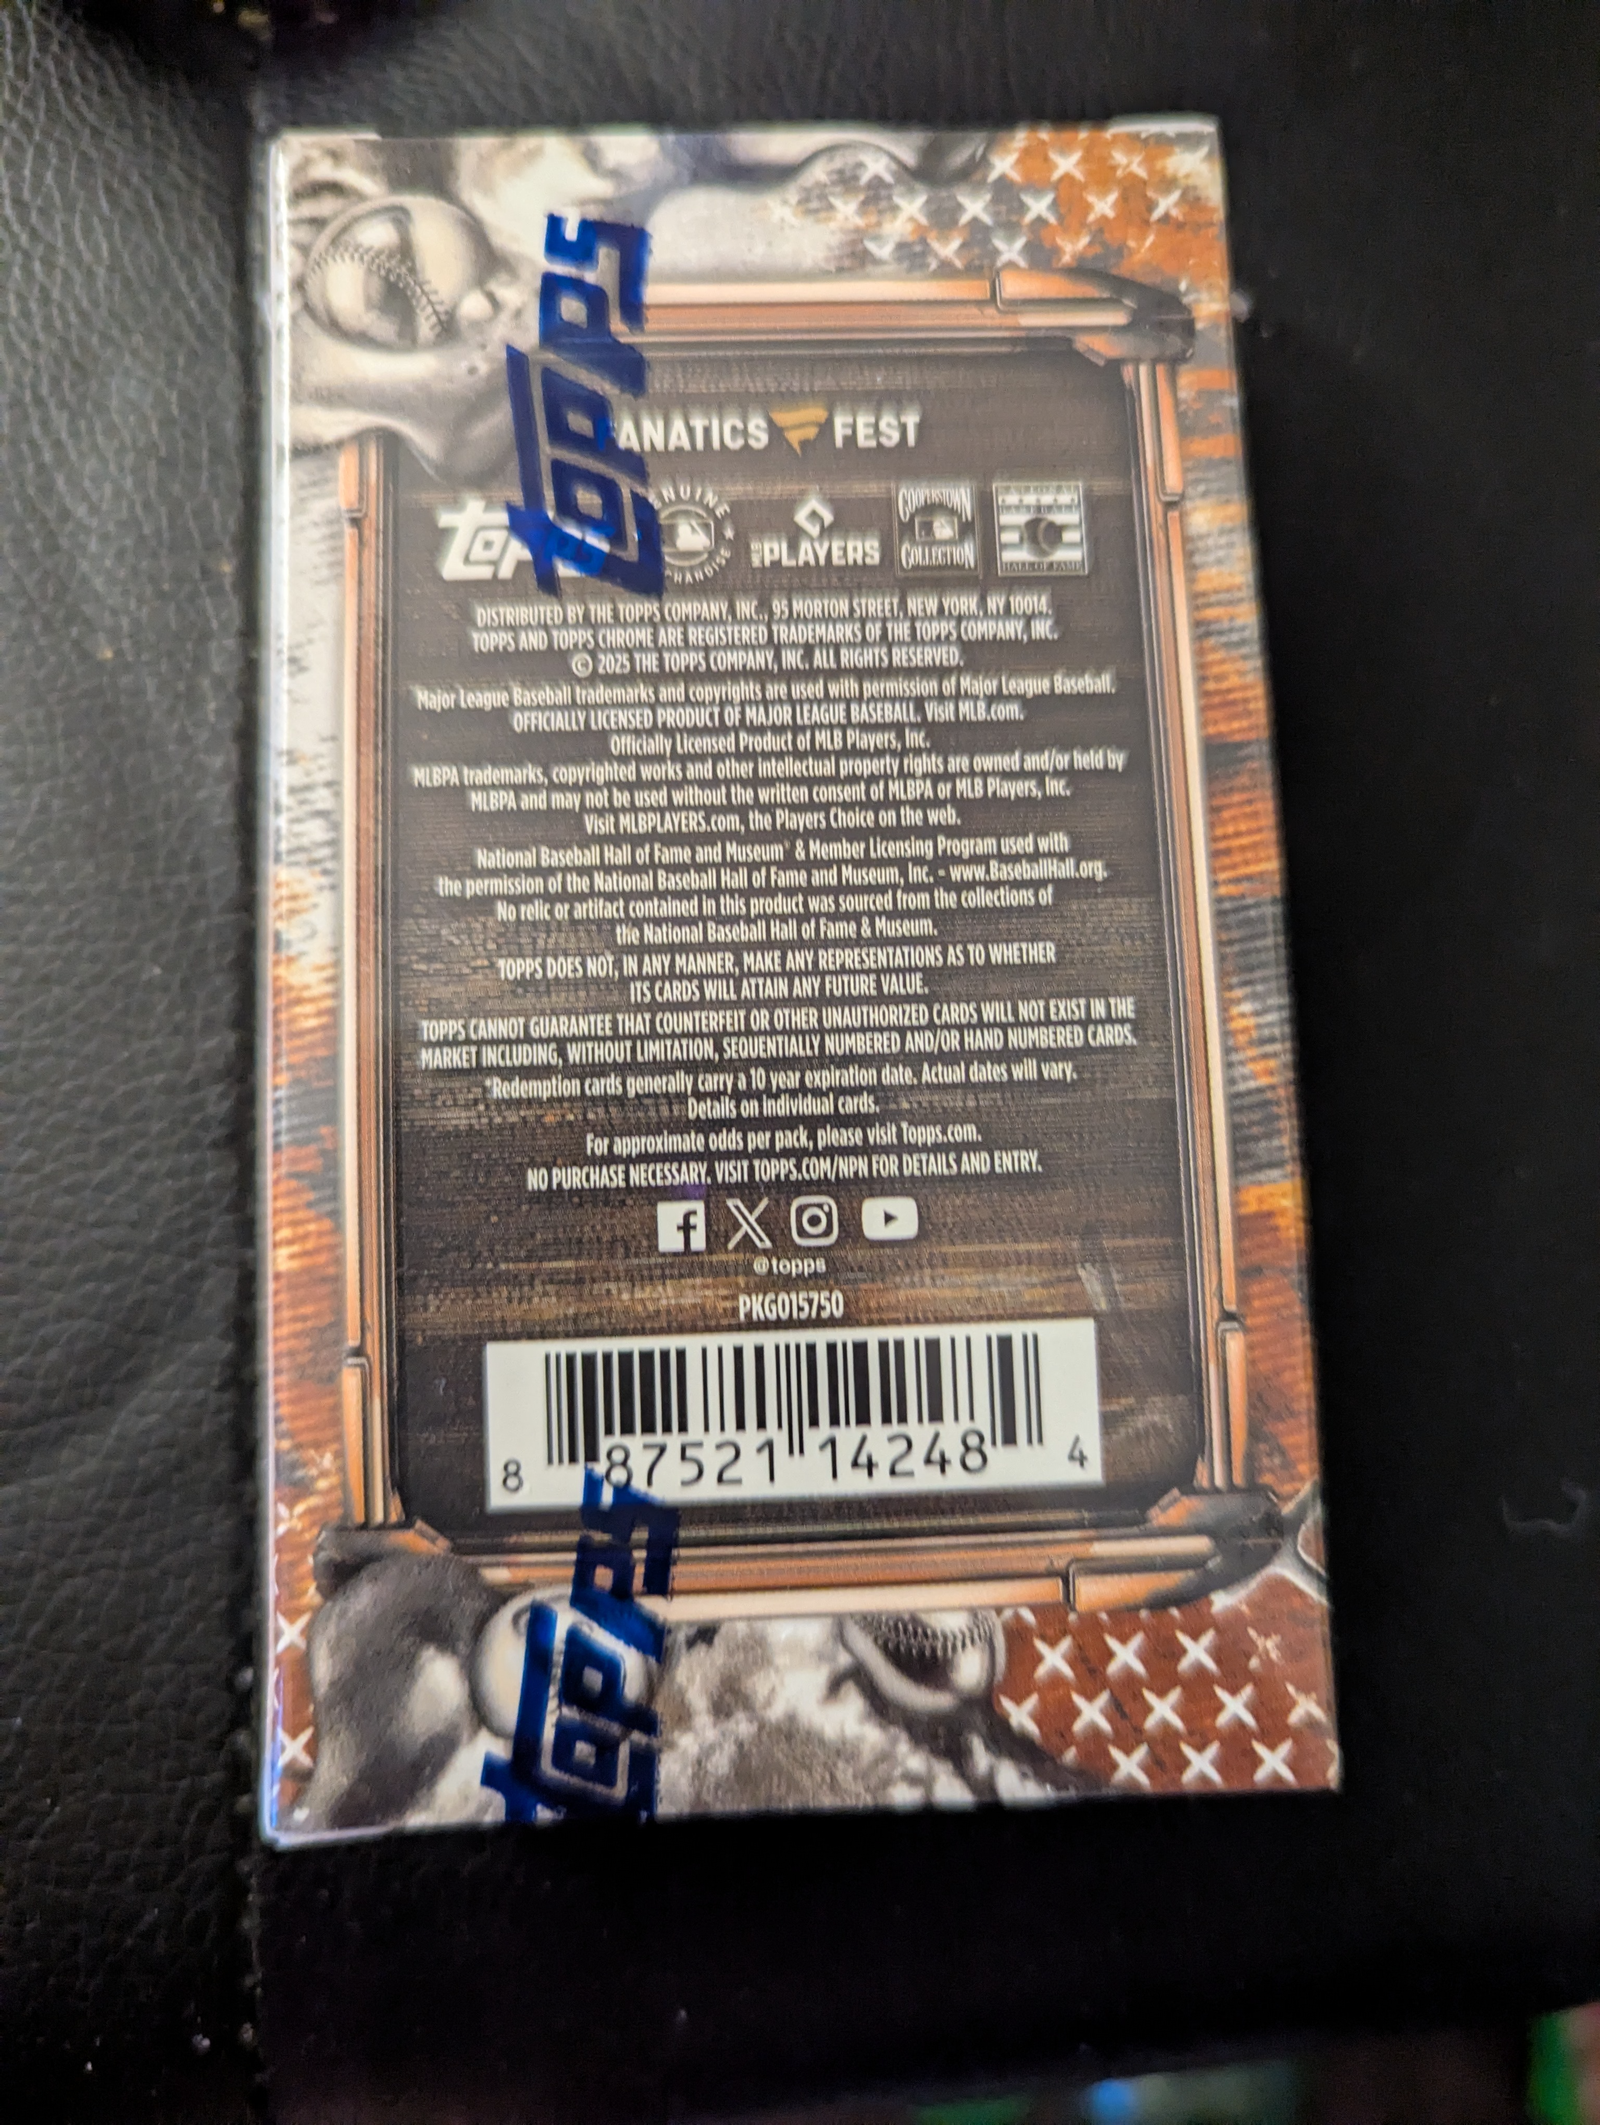 TOPPS
ANATICS FEST
TOPPS
PLAYERS
COOPERSTOWN
COLLECTION
HALL OF FAME
DISTRIBUTED BY THE TOPPS COMPANY, INC., 95 MORTON STREET, NEW YORK, NY 10014.
TOPPS AND TOPPS CHROME ARE REGISTERED TRADEMARKS OF THE TOPPS COMPANY, INC.
© 2025 THE TOPPS COMPANY, INC. ALL RIGHTS RESERVED.
Major League Baseball trademarks and copyrights are used with permission of Major League Baseball.
OFFICIALLY LICENSED PRODUCT OF MAJOR LEAGUE BASEBALL. Visit MLB.com.
Officially Licensed Product of MLB Players, Inc.
MLBPA trademarks, copyrighted works and other intellectual property rights are owned and/or held by
MLBPA and may not be used without the written consent of MLBPA or MLB Players, Inc.
Visit MLBPLAYERS.com, the Players Choice on the web.
National Baseball Hall of Fame and Museum® & Member Licensing Program used with
the permission of the National Baseball Hall of Fame and Museum, Inc. - www.BaseballHall.org.
No relic or artifact contained in this product was sourced from the collections of
the National Baseball Hall of Fame & Museum.
TOPPS DOES NOT, IN ANY MANNER, MAKE ANY REPRESENTATIONS AS TO WHETHER
ITS CARDS WILL ATTAIN ANY FUTURE VALUE.
TOPPS CANNOT GUARANTEE THAT COUNTERFEIT OR OTHER UNAUTHORIZED CARDS WILL NOT EXIST IN THE
MARKET INCLUDING, WITHOUT LIMITATION, SEQUENTIALLY NUMBERED AND/OR HAND NUMBERED CARDS.
*Redemption cards generally carry a 10 year expiration date. Actual dates will vary.
Details on individual cards.
For approximate odds per pack, please visit Topps.com.
NO PURCHASE NECESSARY. VISIT TOPPS.COM/NPN FOR DETAILS AND ENTRY.
@topps
PKG015750
8 87521 14248 4
TOPPS